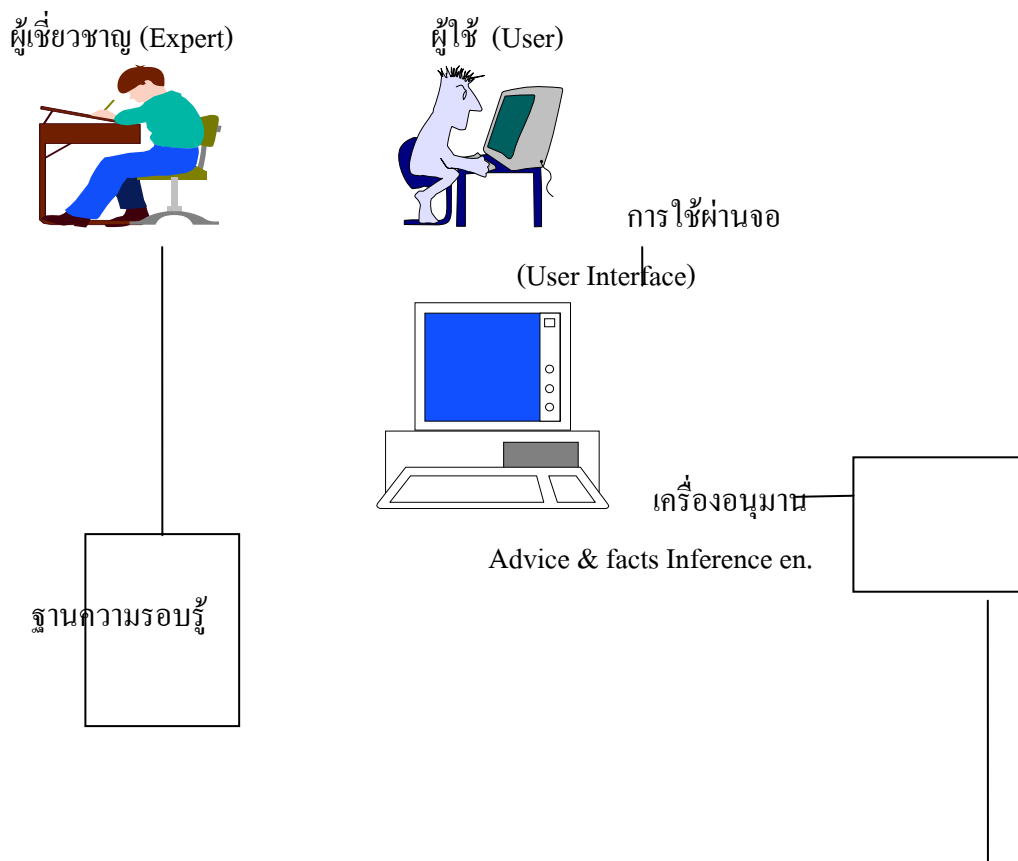 ผู้เชี่ยวชาญ (Expert) ผู้ใช้ (User)
การใช้ผ่านจอ
(User Interface)
เครื่องอนุมาน
Advice & facts Inference en.
ฐานความรอบรู้